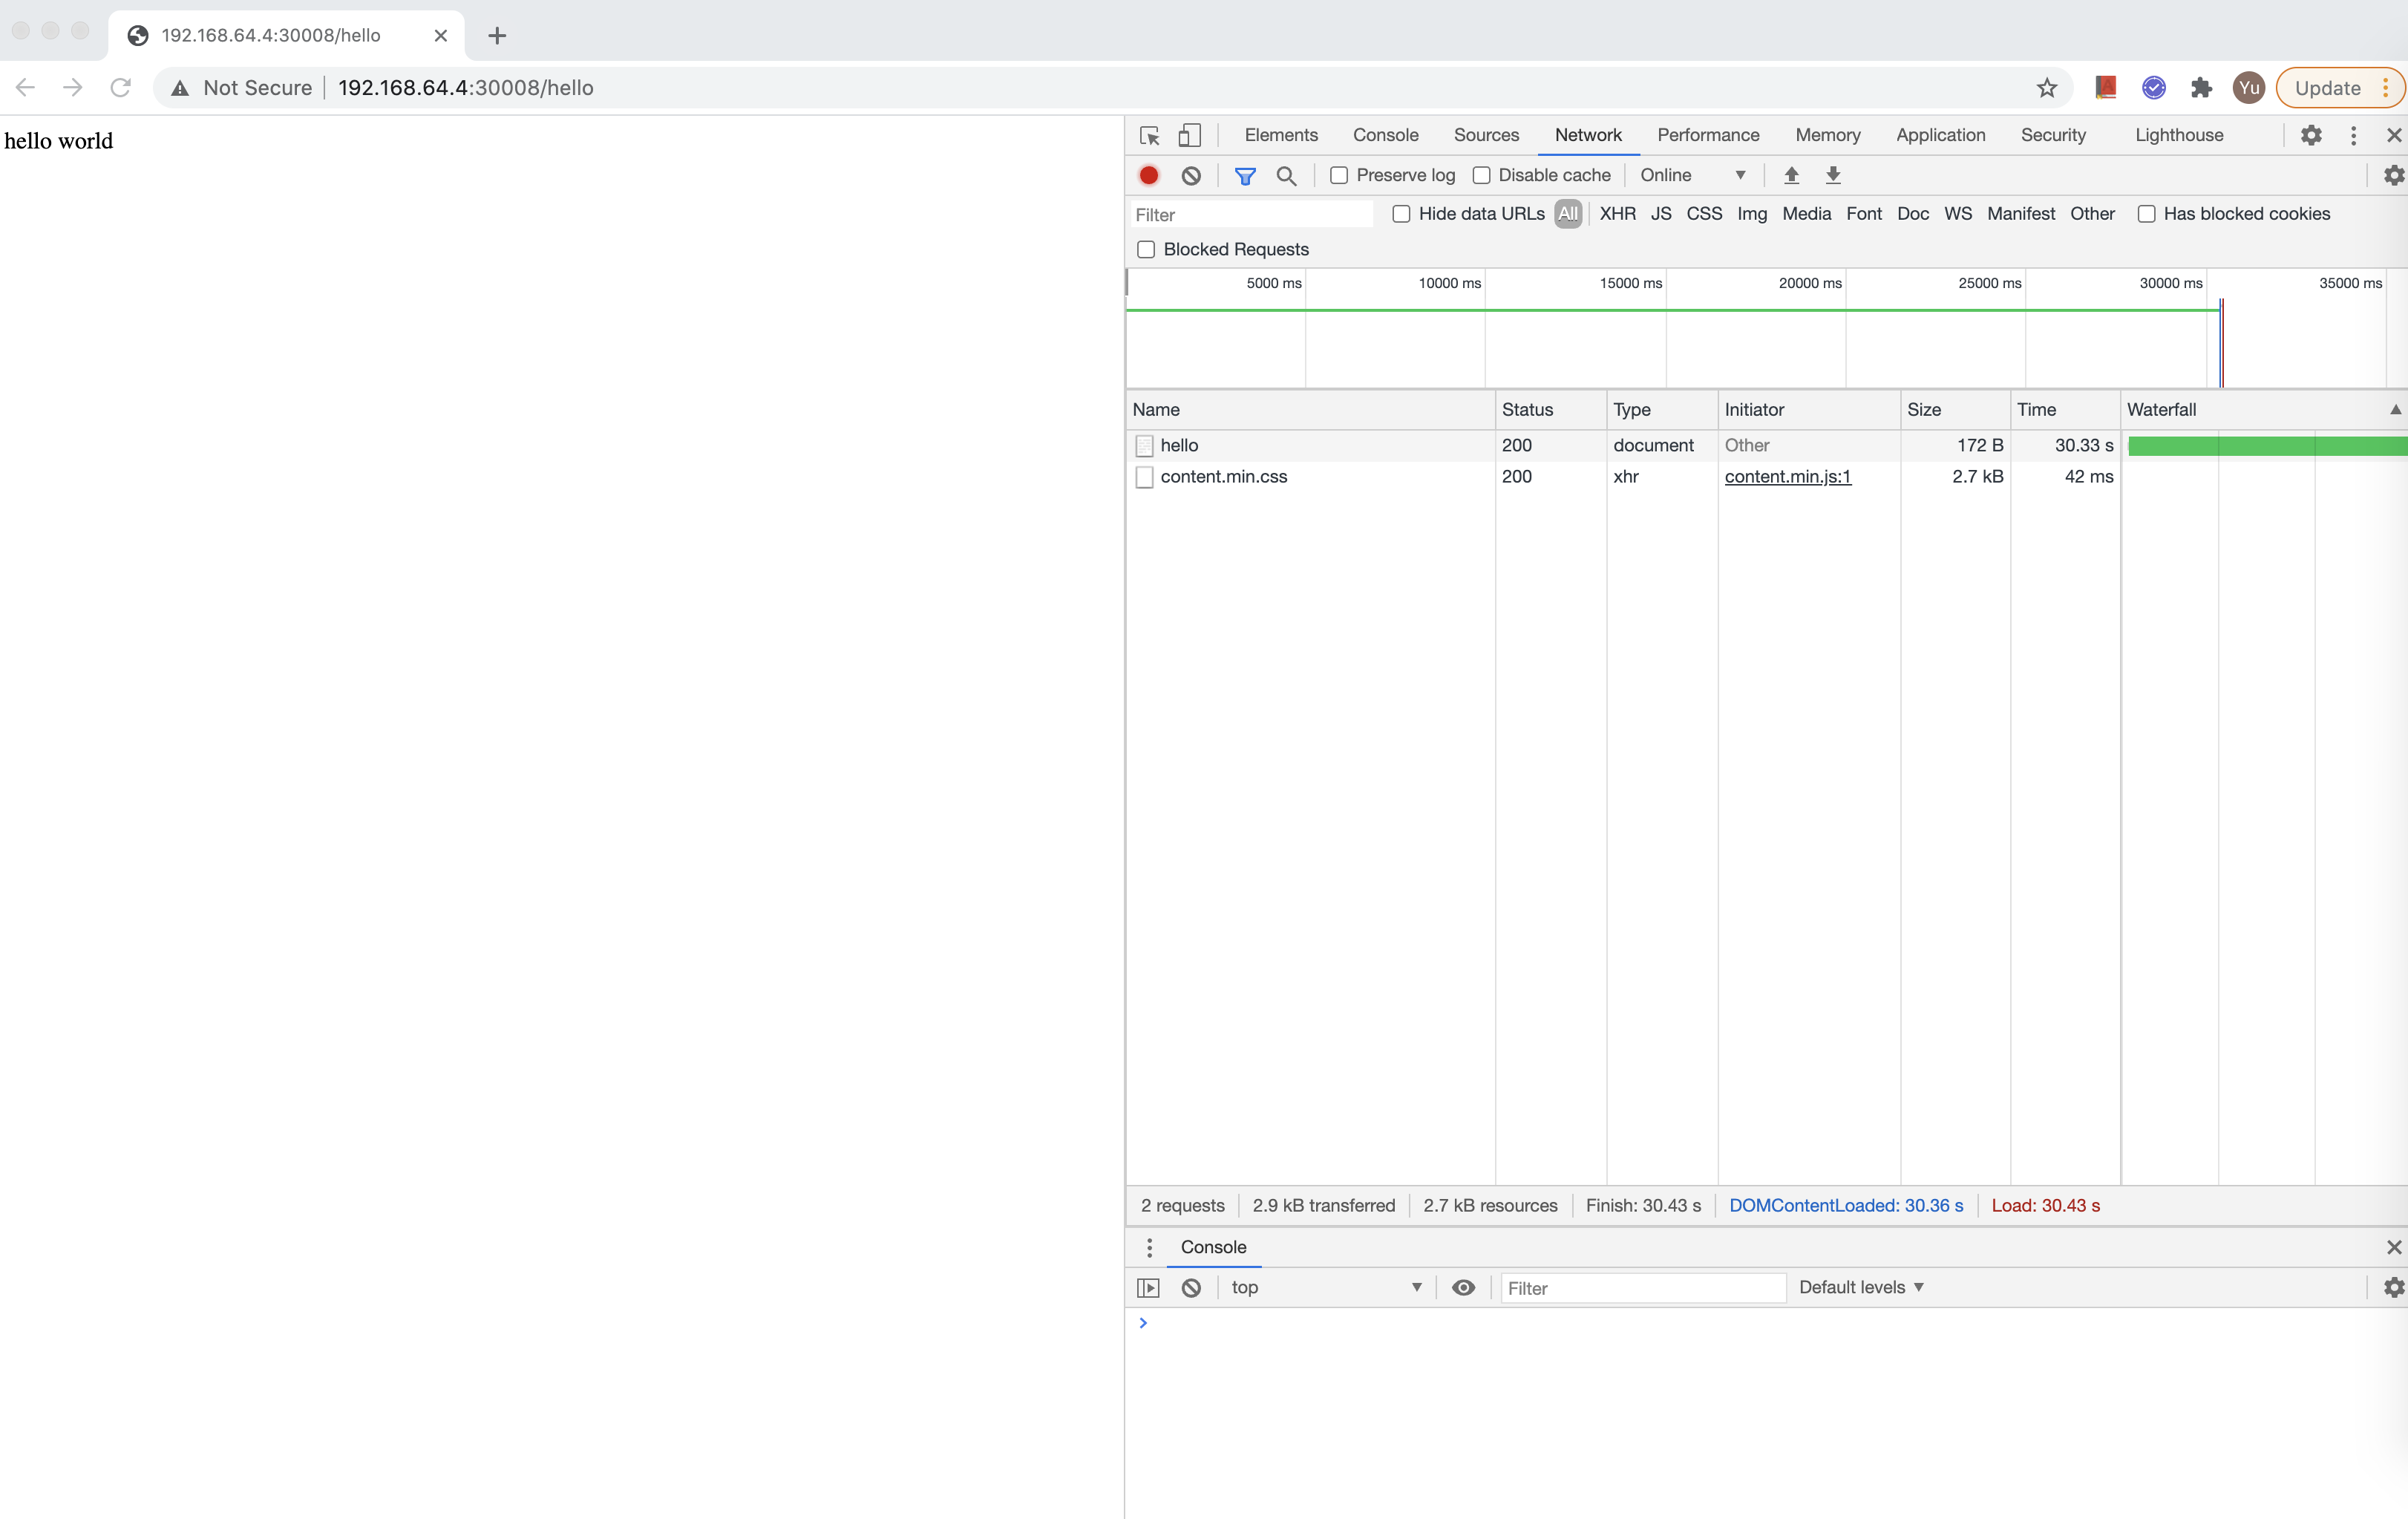 192.168.64.4:30008/hello
Not Secure 192.168.64.4:30008/hello Yu Update
hello world
Elements Console Sources Network Performance Memory Application Security Lighthouse
Preserve log Disable cache Online
Filter Hide data URLs All XHR JS CSS Img Media Font Doc WS Manifest Other Has blocked cookies
Blocked Requests
5000 ms 10000 ms 15000 ms 20000 ms 25000 ms 30000 ms 35000 ms
Name Status Type Initiator Size Time Waterfall
hello 200 document Other 172 B 30.33 s
content.min.css 200 xhr content.min.js:1 2.7 kB 42 ms
2 requests 2.9 kB transferred 2.7 kB resources Finish: 30.43 s DOMContentLoaded: 30.36 s Load: 30.43 s
Console
top Filter Default levels